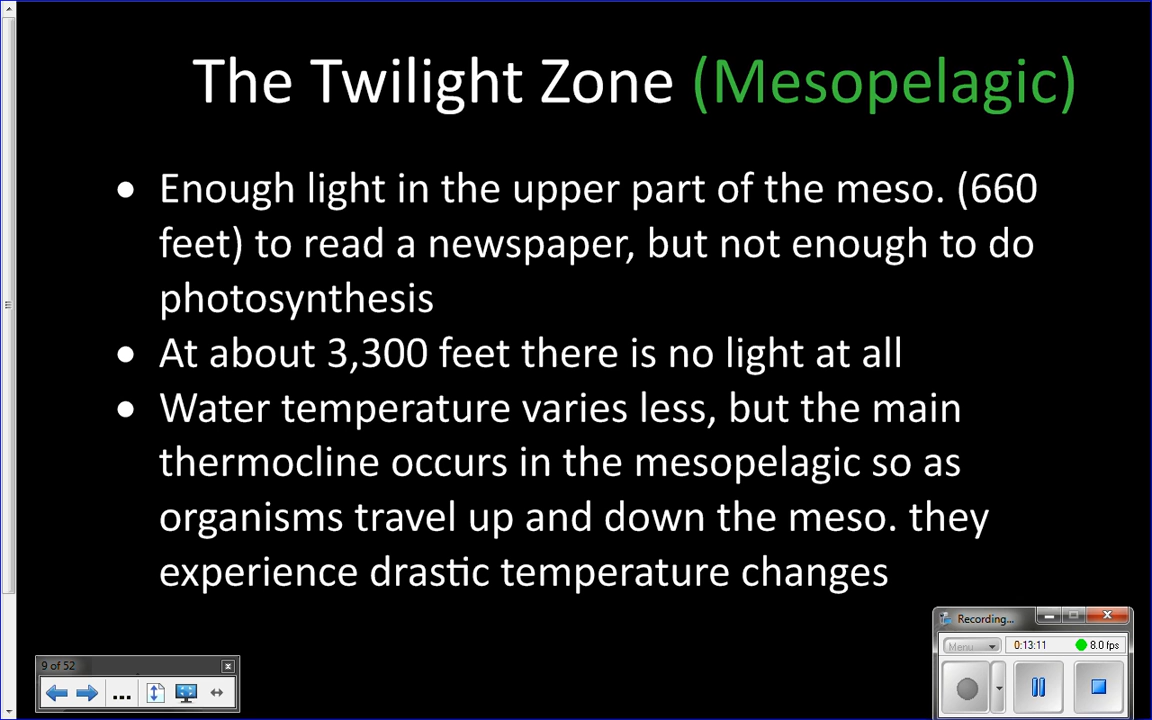 The Twilight Zone (Mesopelagic)
• Enough light in the upper part of the meso. (660
feet) to read a newspaper, but not enough to do
photosynthesis
• At about 3,300 feet there is no light at all
• Water temperature varies less, but the main
thermocline occurs in the mesopelagic so as
organisms travel up and down the meso. they
experience drastic temperature changes
Recording...
Menu
0:13:11
8.0 fps
9 of 52